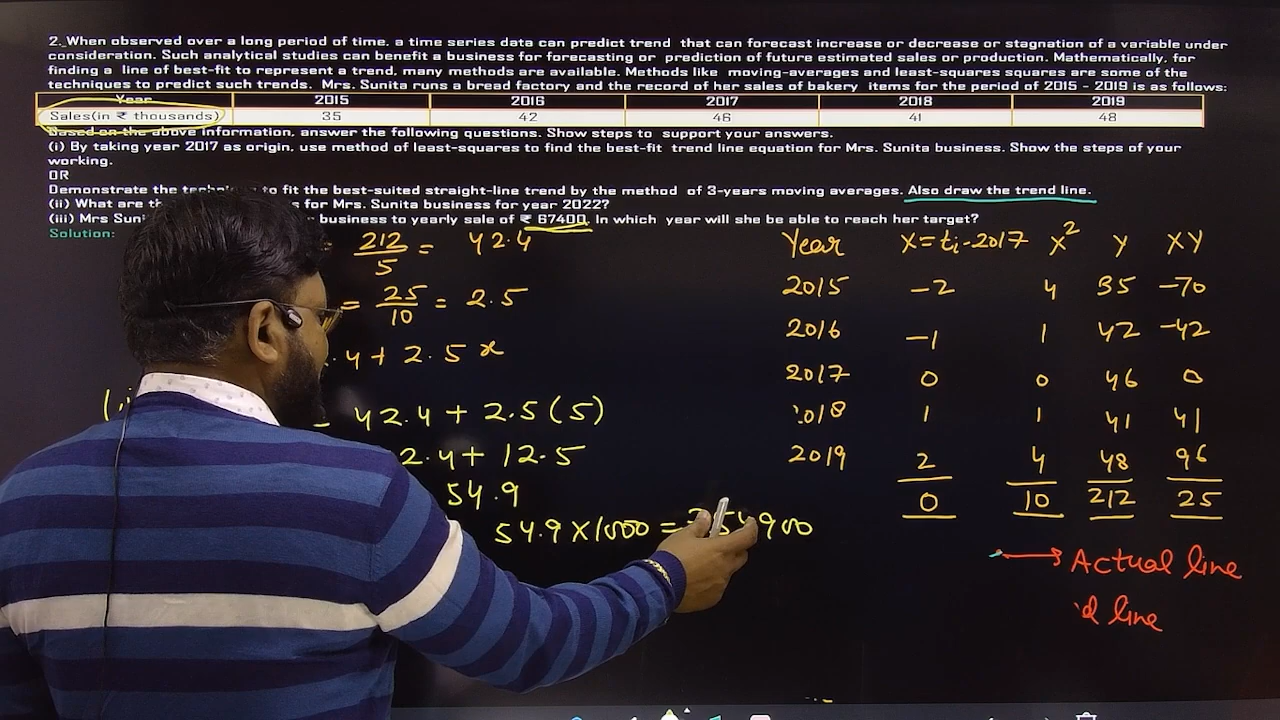 2. When observed over a long period of time, a time series data can predict trend that can forecast increase or decrease or stagnation of a variable under
consideration. Such analytical studies can benefit a business for forecasting or prediction of future estimated sales or production. Mathematically, for
finding a line of best-fit to represent a trend, many methods are available. Methods like moving-averages and least-squares squares are some of the
techniques to predict such trends. Mrs. Sunita runs a bread factory and the record of her sales of bakery items for the period of 2015 - 2019 is as follows:
Year 2015 2016 2017 2018 2019
Sales(in ₹ thousands) 35 42 46 41 48
Based on the above information, answer the following questions. Show steps to support your answers.
(i) By taking year 2017 as origin, use method of least-squares to find the best-fit trend line equation for Mrs. Sunita business. Show the steps of your
working.
OR
Demonstrate the to fit the best-suited straight-line trend by the method of 3-years moving averages. Also draw the trend line.
(ii) What are for Mrs. Sunita business for year 2022?
(iii) Mrs business to yearly sale of ₹ 67400. In which year will she be able to reach her target?
Solution:
= 212/5 = 42.4
= 25/10 = 2.5
.4 + 2.5 x
= 42.4 + 2.5 (5)
2.4 + 12.5
54.9
54.9 X 1000 = 54900
Year X = ti - 2017 X² Y XY
2015 -2 4 35 -70
2016 -1 1 42 -42
2017 0 0 46 0
2018 1 1 41 41
2019 2 4 48 96
0 10 212 25
→ Actual line
d line